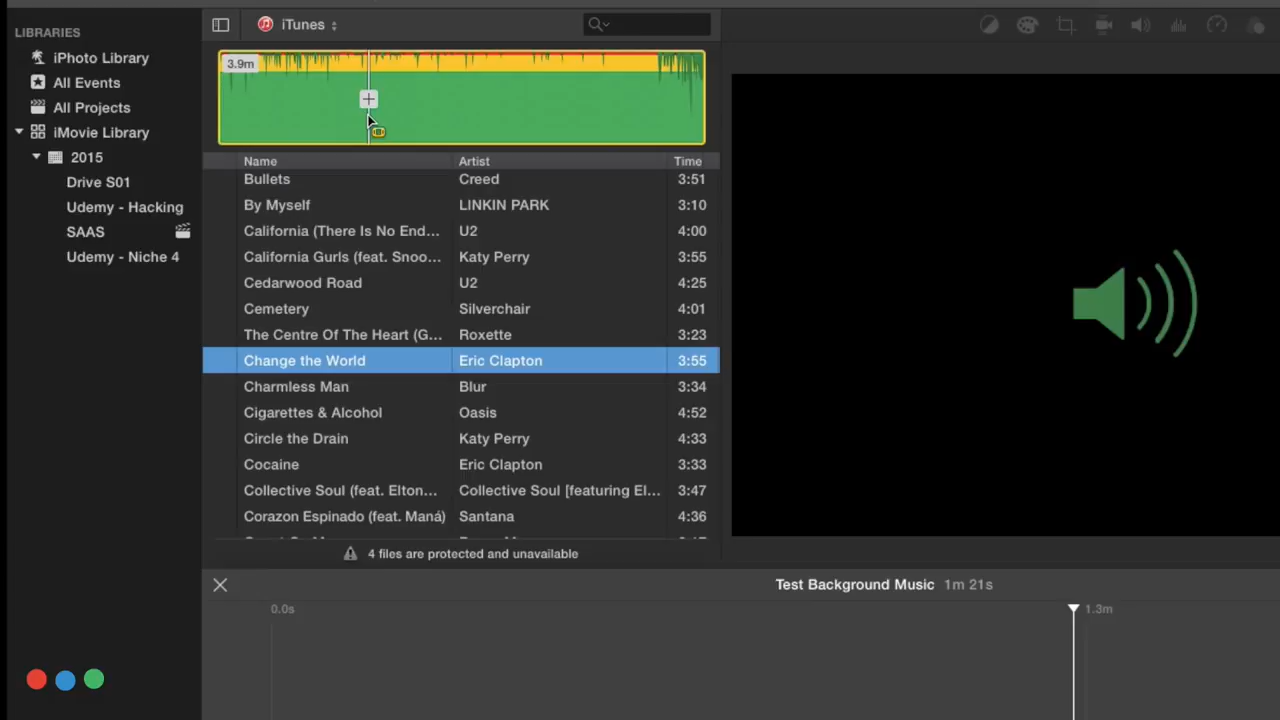 LIBRARIES
iPhoto Library
All Events
All Projects
iMovie Library
2015
Drive S01
Udemy - Hacking
SAAS
Udemy - Niche 4
iTunes
3.9m
Name Artist Time
Bullets Creed 3:51
By Myself LINKIN PARK 3:10
California (There Is No End... U2 4:00
California Gurls (feat. Snoo... Katy Perry 3:55
Cedarwood Road U2 4:25
Cemetery Silverchair 4:01
The Centre Of The Heart (G... Roxette 3:23
Change the World Eric Clapton 3:55
Charmless Man Blur 3:34
Cigarettes & Alcohol Oasis 4:52
Circle the Drain Katy Perry 4:33
Cocaine Eric Clapton 3:33
Collective Soul (feat. Elton... Collective Soul [featuring El... 3:47
Corazon Espinado (feat. Maná) Santana 4:36
4 files are protected and unavailable
Test Background Music 1m 21s
0.0s 1.3m